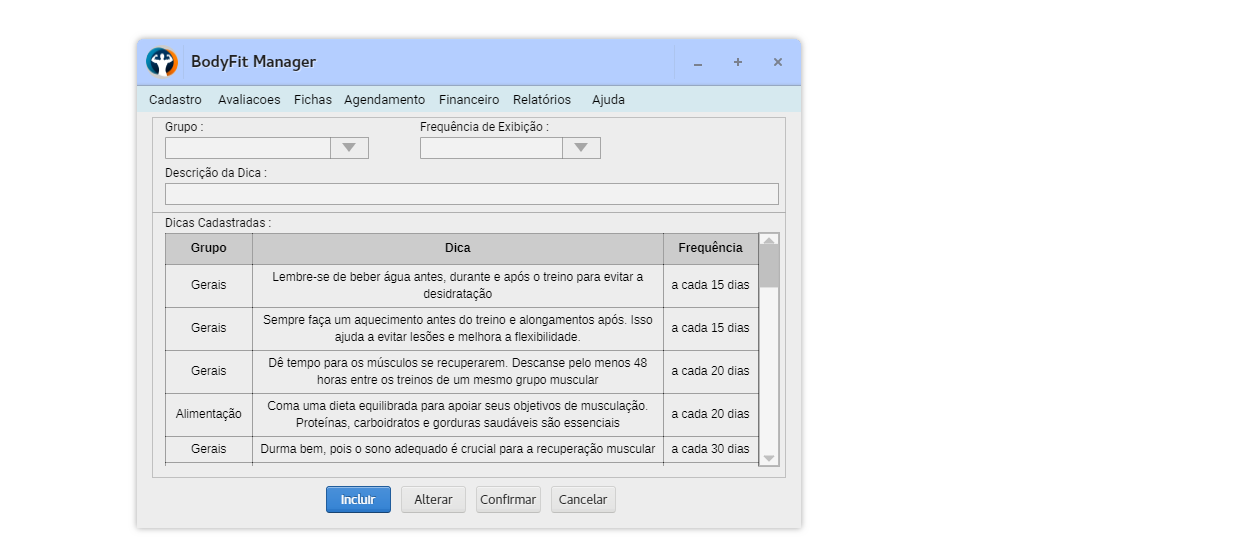 BodyFit Manager
Cadastro Avaliacoes Fichas Agendamento Financeiro Relatórios Ajuda
Grupo : Frequência de Exibição :
Descrição da Dica :
Dicas Cadastradas :
Grupo Dica Frequência
Gerais Lembre-se de beber água antes, durante e após o treino para evitar a
desidratação a cada 15 dias
Gerais Sempre faça um aquecimento antes do treino e alongamentos após. Isso
ajuda a evitar lesões e melhora a flexibilidade. a cada 15 dias
Gerais Dê tempo para os músculos se recuperarem. Descanse pelo menos 48
horas entre os treinos de um mesmo grupo muscular a cada 20 dias
Alimentação Coma uma dieta equilibrada para apoiar seus objetivos de musculação.
Proteínas, carboidratos e gorduras saudáveis são essenciais a cada 20 dias
Gerais Durma bem, pois o sono adequado é crucial para a recuperação muscular a cada 30 dias
Incluir Alterar Confirmar Cancelar